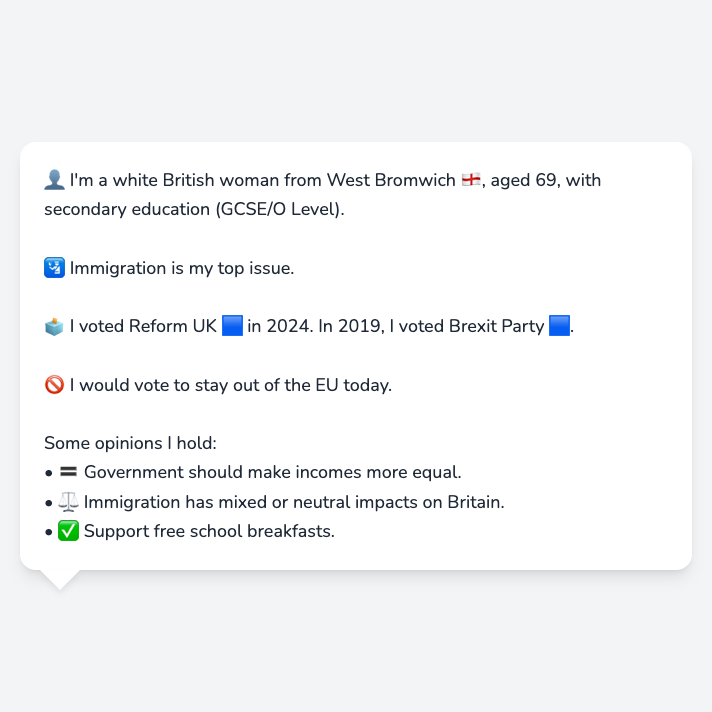 👤 I'm a white British woman from West Bromwich 🏴󠁧󠁢󠁥󠁮󠁧󠁿, aged 69, with
secondary education (GCSE/O Level).
🛂 Immigration is my top issue.
🗳️ I voted Reform UK 🟦 in 2024. In 2019, I voted Brexit Party 🟦.
🚫 I would vote to stay out of the EU today.
Some opinions I hold:
• 🟰 Government should make incomes more equal.
• ⚖️ Immigration has mixed or neutral impacts on Britain.
• ✅ Support free school breakfasts.